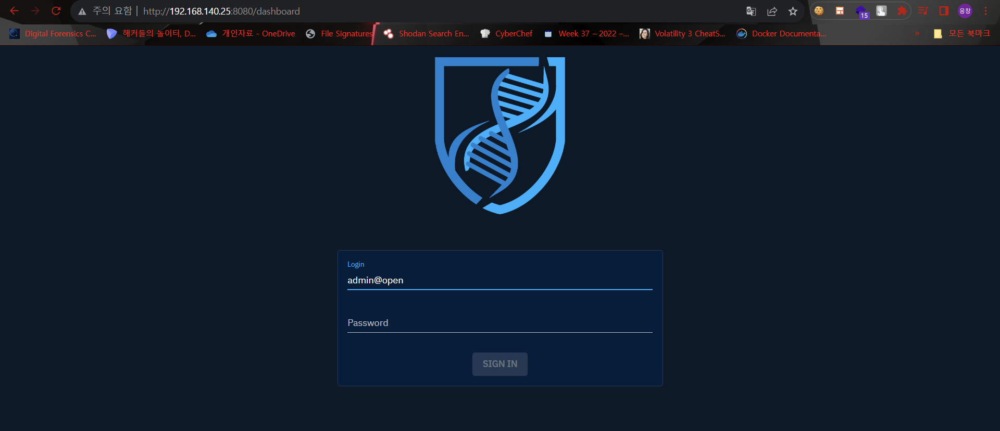 주의 요함 | http://192.168.140.25:8080/dashboard
15
응창
Digital Forensics C... 해커들의 놀이터, D... 개인자료 - OneDrive File Signatures Shodan Search En... CyberChef Week 37 – 2022 –... Volatility 3 CheatS... Docker Documenta... » 모든 북마크
Login
admin@open
Password
SIGN IN